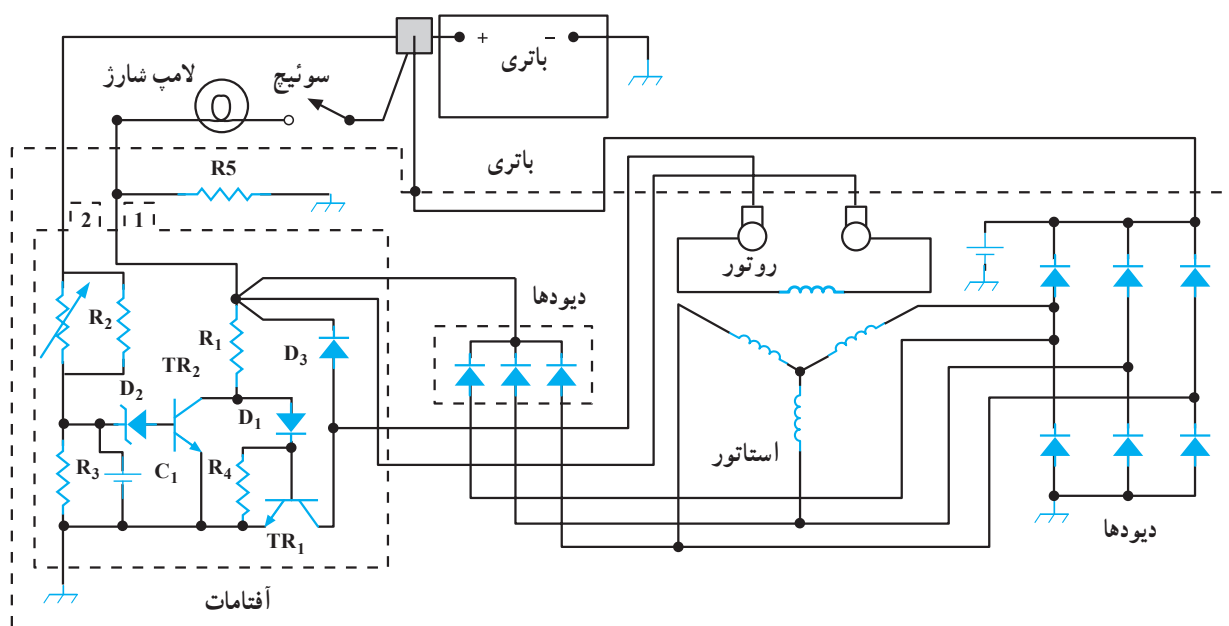 + −
باتری
سوئیچ
لامپ شارژ
باتری
R5
2
1
روتور
دیودها
R2
R1
D3
TR2
D2
D1
R3
C1
R4
استاتور
TR1
دیودها
آفتامات